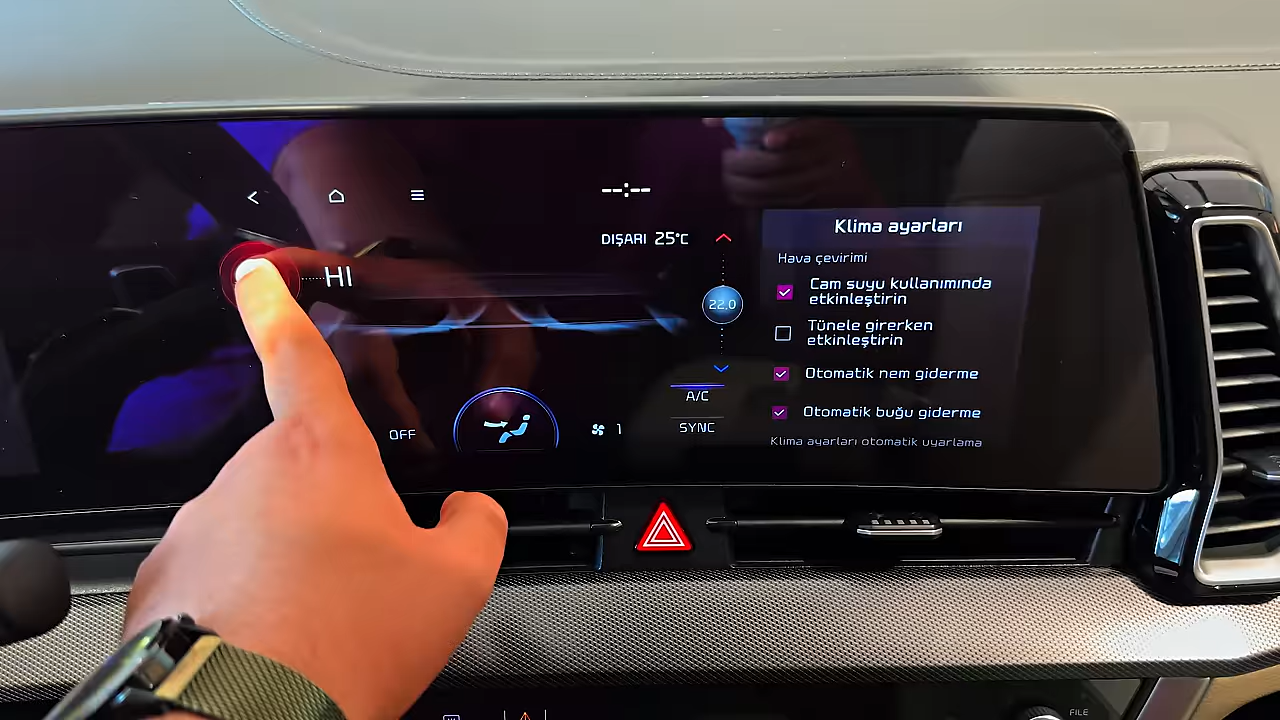 --:--
DIŞARI 25°C
HI
22.0
A/C
SYNC
OFF
1
Klima ayarları
Hava çevirimi
Cam suyu kullanımında
etkinleştirin
Tünele girerken
etkinleştirin
Otomatik nem giderme
Otomatik buğu giderme
Klima ayarları otomatik uyarlama
FILE